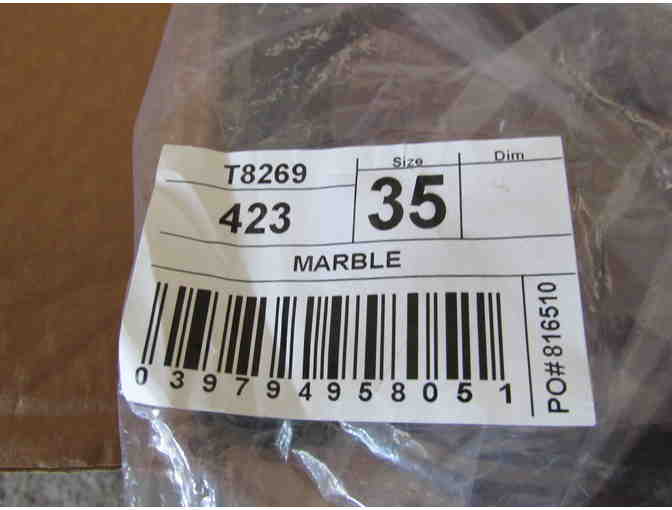 T8269 Size Dim
423 35
MARBLE
0 39794 95805 1
PO#816510